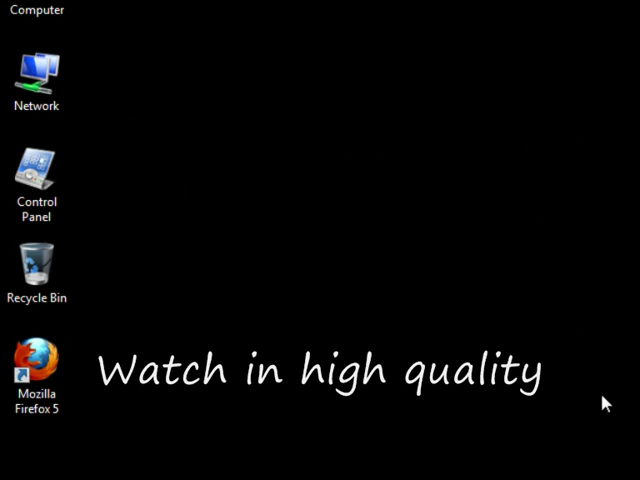 Computer
Network
Control
Panel
Recycle Bin
Mozilla
Firefox 5
Watch in high quality